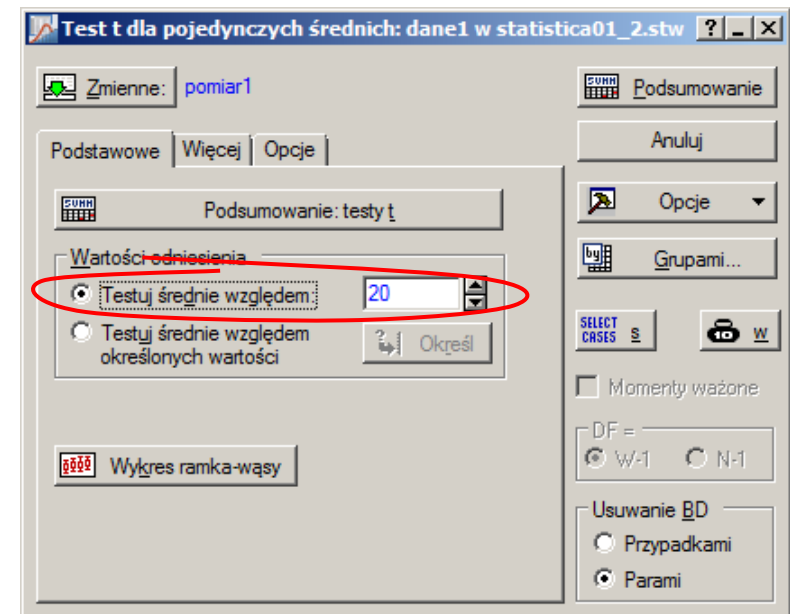 Test t dla pojedynczych średnich: dane1 w statistica01_2.stw
Zmienne: pomiar1
Podstawowe Więcej Opcje
Podsumowanie: testy t
Wartości odniesienia
Testuj średnie względem: 20
Testuj średnie względem
określonych wartości
Określ
Wykres ramka-wąsy
SUMM Podsumowanie
Anuluj
Opcje
by Grupami...
SELECT CASES S
W
Momenty ważone
DF =
W-1 N-1
Usuwanie BD
Przypadkami
Parami